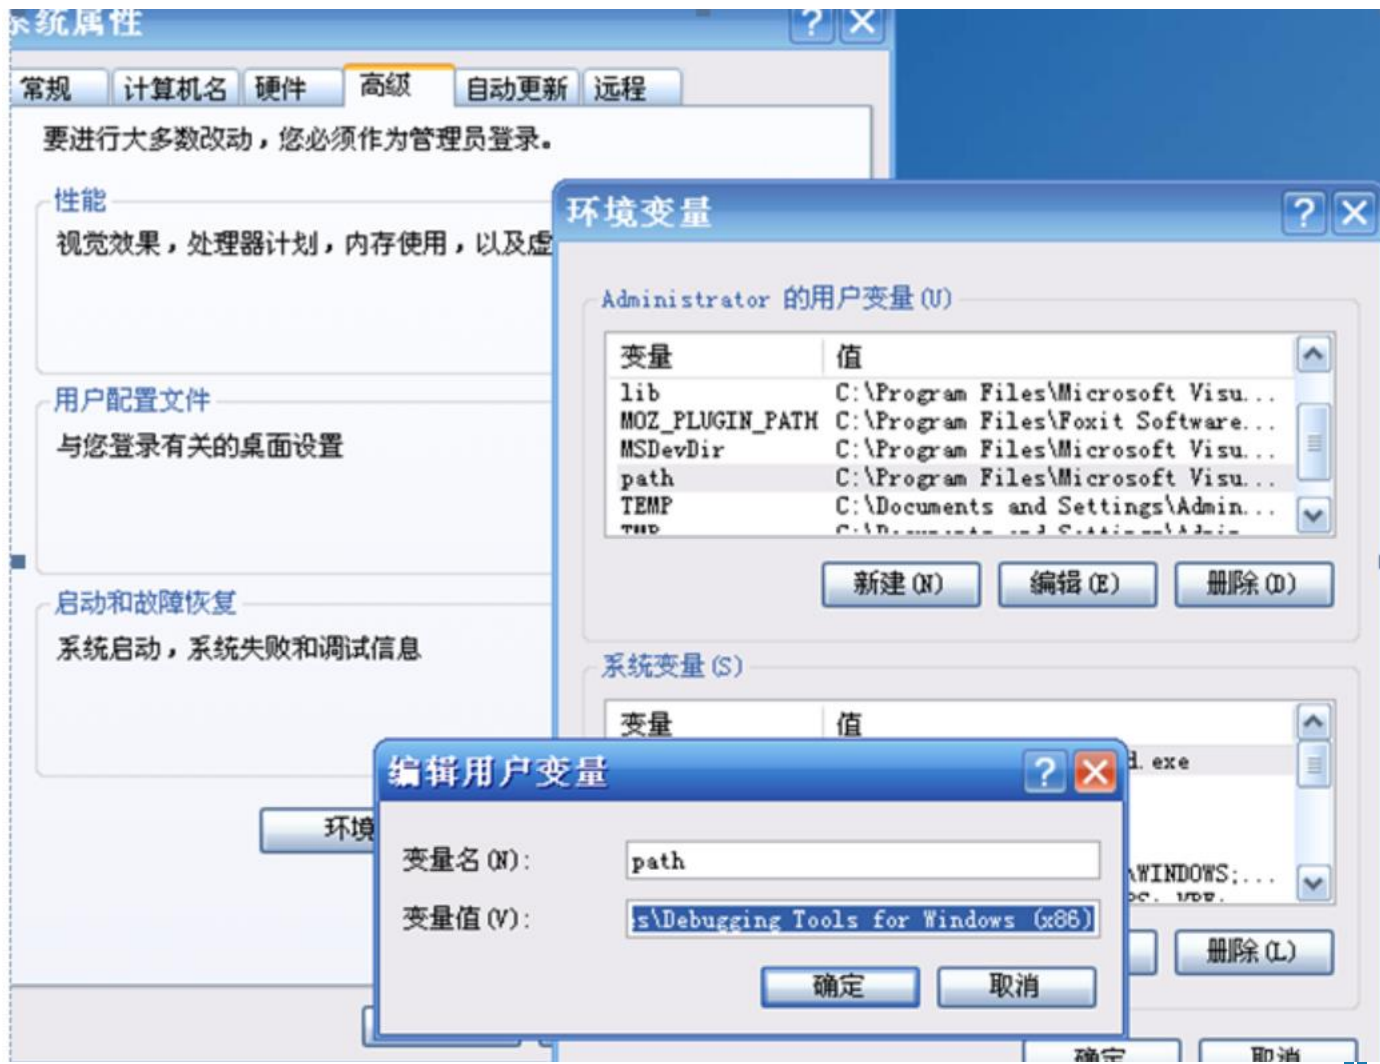 系统属性
常规 计算机名 硬件 高级 自动更新 远程
要进行大多数改动，您必须作为管理员登录。
性能
视觉效果，处理器计划，内存使用，以及虚
用户配置文件
与您登录有关的桌面设置
启动和故障恢复
系统启动，系统失败和调试信息
环境
环境变量
Administrator 的用户变量(U)
变量 值
lib C:\Program Files\Microsoft Visu...
MOZ_PLUGIN_PATH C:\Program Files\Foxit Software...
MSDevDir C:\Program Files\Microsoft Visu...
path C:\Program Files\Microsoft Visu...
TEMP C:\Documents and Settings\Admin...
TMP C:\Documents and Settings\Admin
新建(N) 编辑(E) 删除(D)
系统变量(S)
变量 值
d.exe
\WINDOWS;...
删除(L)
确定 取消
编辑用户变量
变量名(N): path
变量值(V): s\Debugging Tools for Windows (x86)
确定 取消